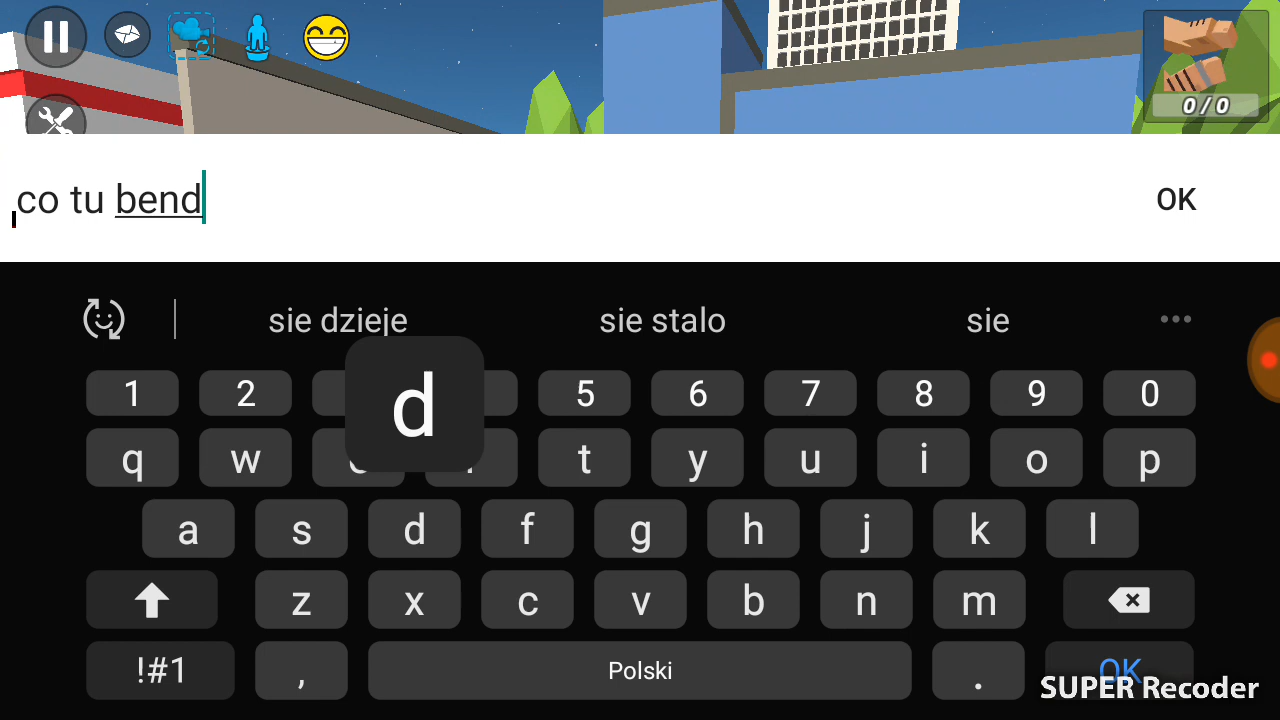 0/0
co tu bend
OK
sie dzieje
sie stalo
sie
1 2 5 6 7 8 9 0
d
q w t y u i o p
a s d f g h j k l
z x c v b n m
!#1 , Polski . OK
SUPER Recoder